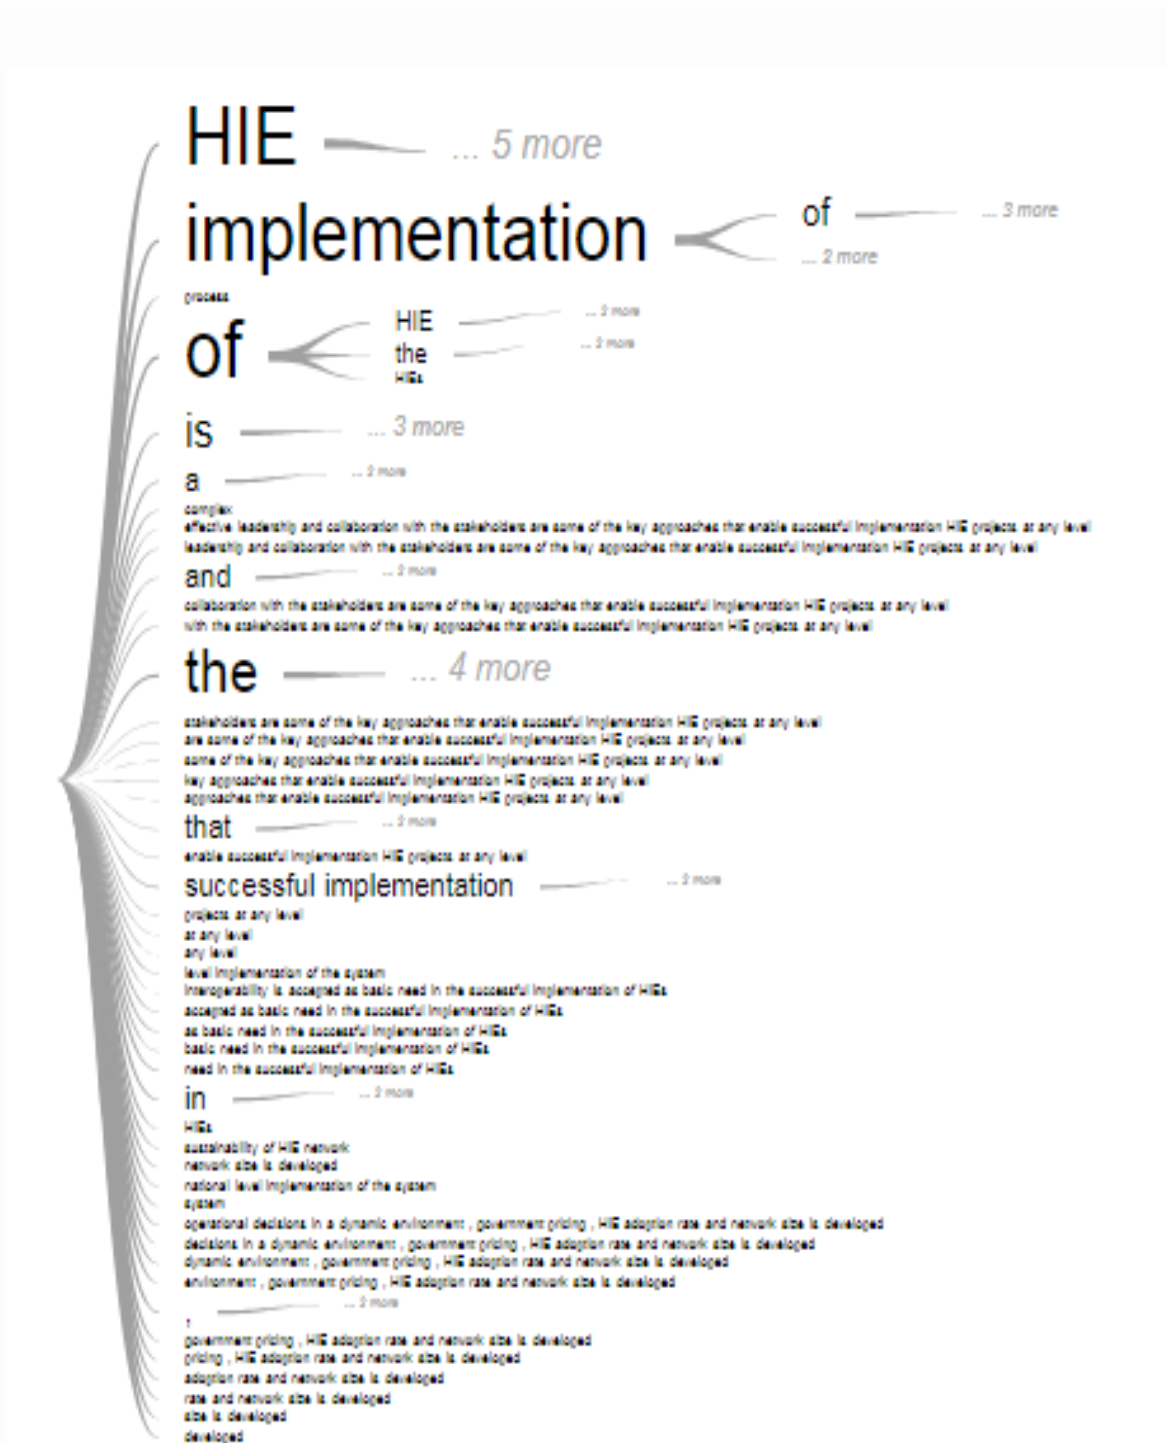 HIE ... 5 more
implementation of ... 3 more
... 2 more
process
of HIE ... 2 more
the ... 2 more
HIEs
is ... 3 more
a ... 2 more
complex
effective leadership and collaboration with the stakeholders are some of the key approaches that enable successful implementation HIE projects at any level
leadership and collaboration with the stakeholders are some of the key approaches that enable successful implementation HIE projects at any level
and ... 2 more
collaboration with the stakeholders are some of the key approaches that enable successful implementation HIE projects at any level
with the stakeholders are some of the key approaches that enable successful implementation HIE projects at any level
the ... 4 more
stakeholders are some of the key approaches that enable successful implementation HIE projects at any level
are some of the key approaches that enable successful implementation HIE projects at any level
some of the key approaches that enable successful implementation HIE projects at any level
key approaches that enable successful implementation HIE projects at any level
approaches that enable successful implementation HIE projects at any level
that ... 2 more
enable successful implementation HIE projects at any level
successful implementation ... 2 more
projects at any level
at any level
any level
level implementation of the system
interoperability is accepted as basic need in the successful implementation of HIEs
accepted as basic need in the successful implementation of HIEs
as basic need in the successful implementation of HIEs
basic need in the successful implementation of HIEs
need in the successful implementation of HIEs
in ... 2 more
HIEs
sustainability of HIE network
network size is developed
national level implementation of the system
system
operational decisions in a dynamic environment , government pricing , HIE adoption rate and network size is developed
decisions in a dynamic environment , government pricing , HIE adoption rate and network size is developed
dynamic environment , government pricing , HIE adoption rate and network size is developed
environment , government pricing , HIE adoption rate and network size is developed
, ... 2 more
government pricing , HIE adoption rate and network size is developed
pricing , HIE adoption rate and network size is developed
adoption rate and network size is developed
rate and network size is developed
size is developed
developed